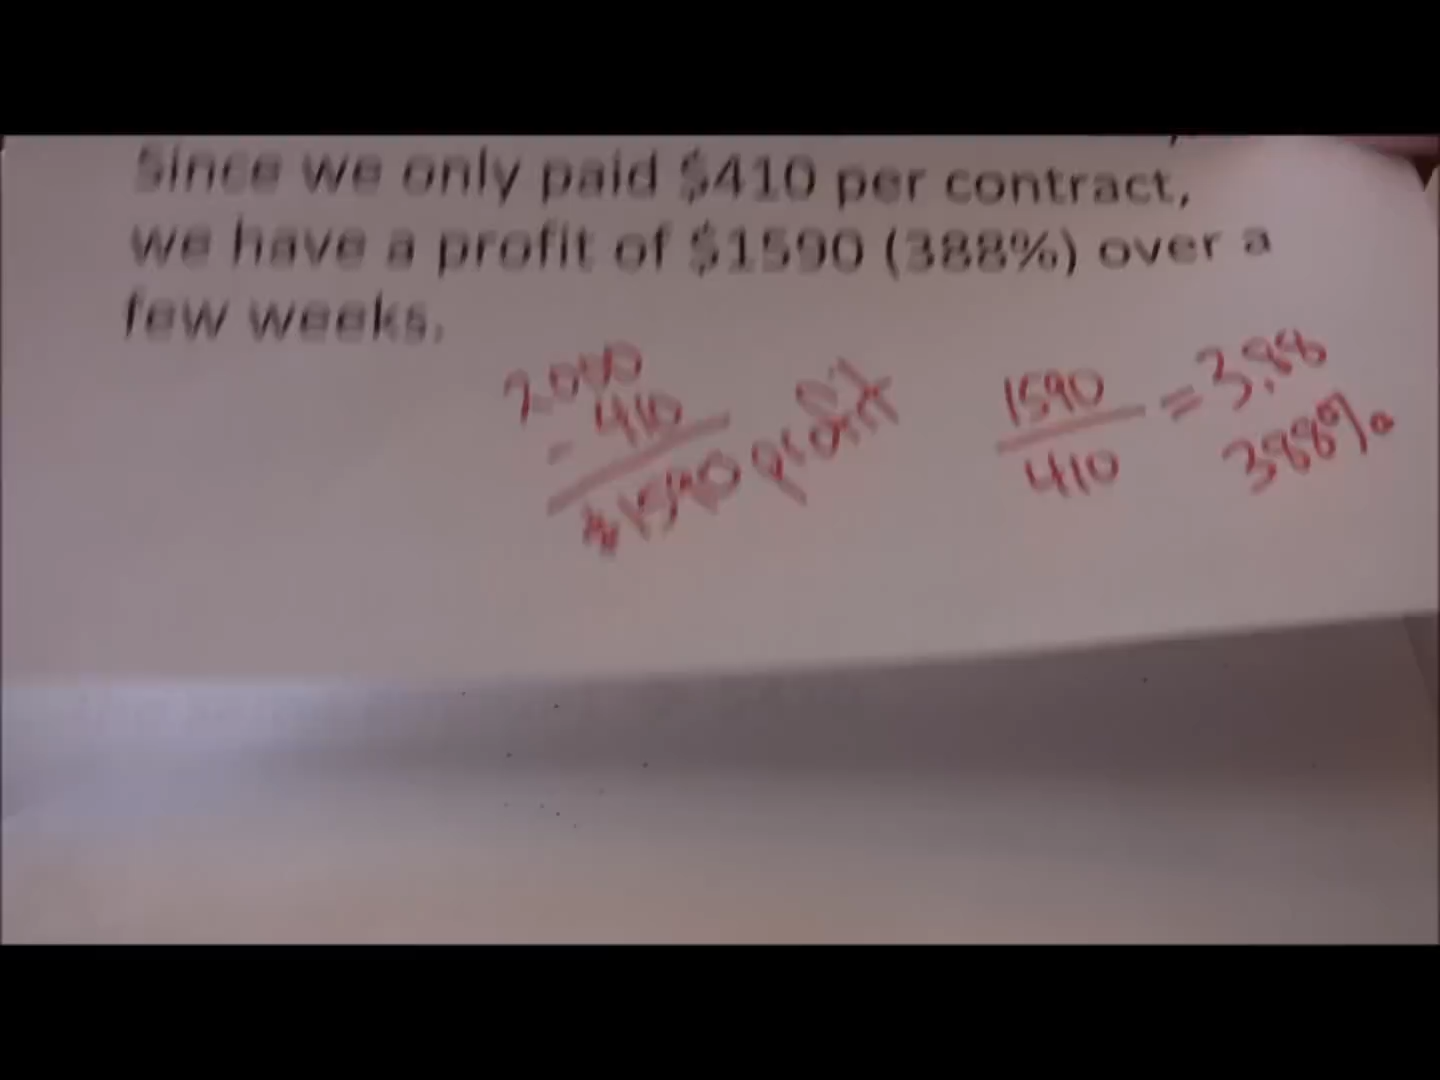 Since we only paid $410 per contract,
we have a profit of $1590 (388%) over a
few weeks.
2000
- 410
$1590 profit
1590
410
= 3.88
388%